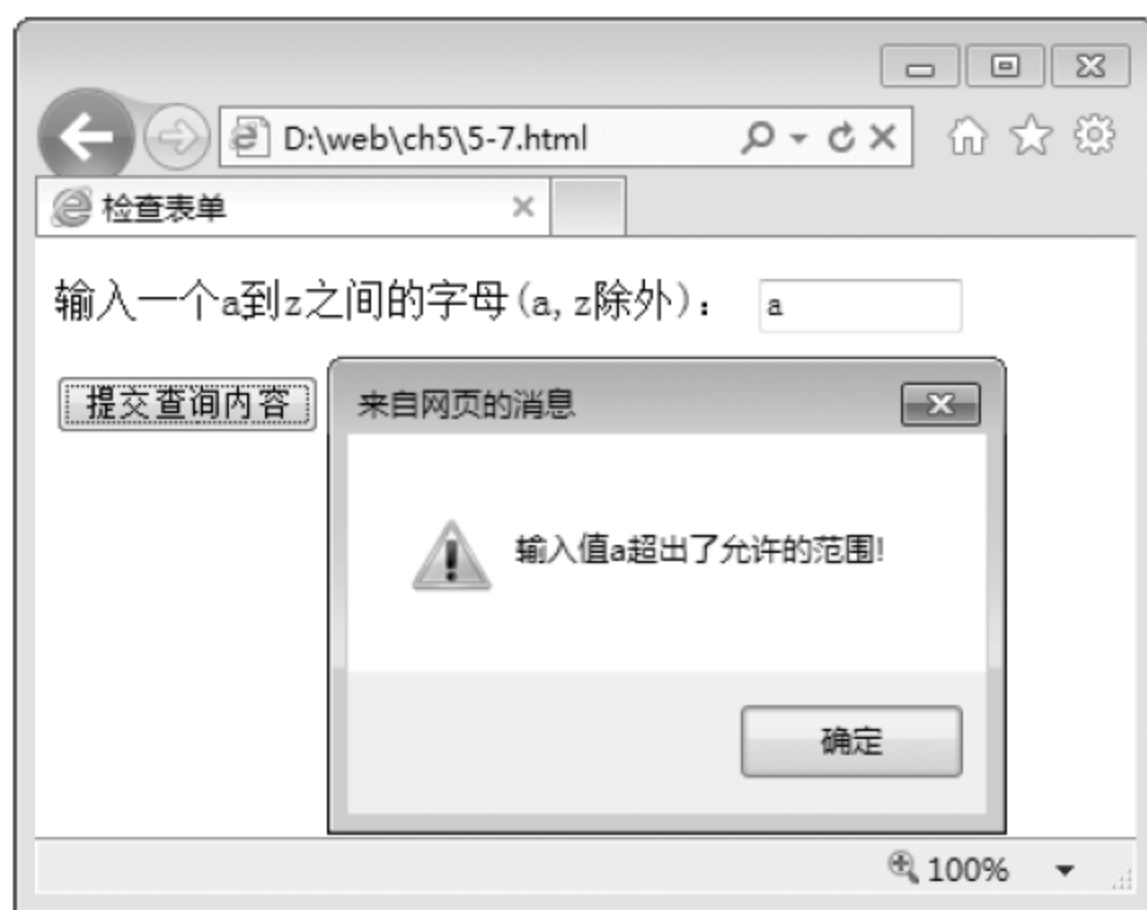 D:\web\ch5\5-7.html
检查表单
输入一个a到z之间的字母(a,z除外): a
提交查询内容
来自网页的消息
输入值a超出了允许的范围!
确定
100%